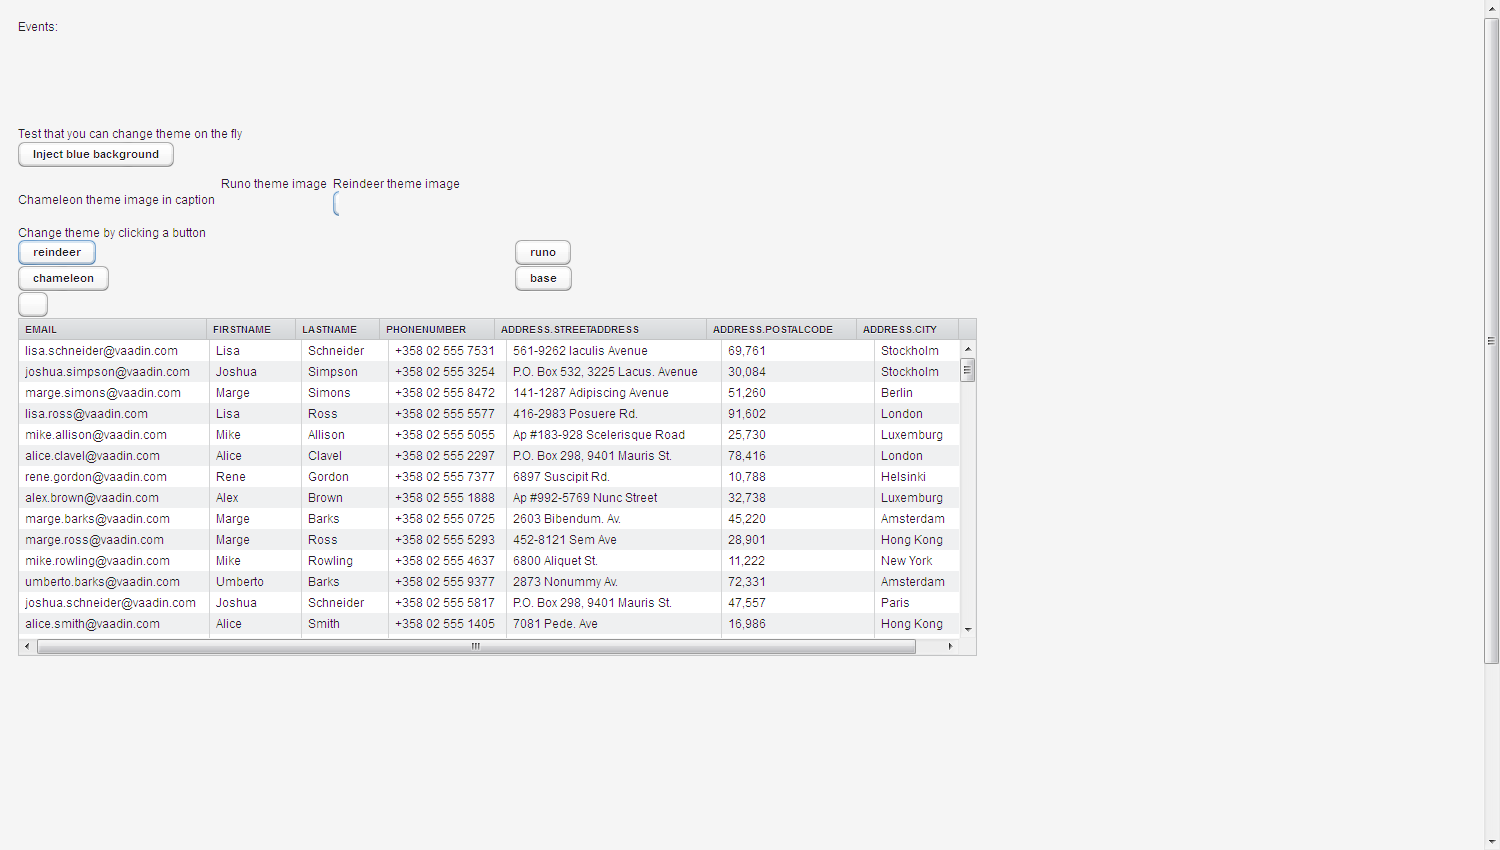 Events:
Test that you can change theme on the fly
Inject blue background
Runo theme image Reindeer theme image
Chameleon theme image in caption
Change theme by clicking a button
reindeer runo
chameleon base
EMAIL FIRSTNAME LASTNAME PHONENUMBER ADDRESS.STREETADDRESS ADDRESS.POSTALCODE ADDRESS.CITY
lisa.schneider@vaadin.com Lisa Schneider +358 02 555 7531 561-9262 Iaculis Avenue 69,761 Stockholm
joshua.simpson@vaadin.com Joshua Simpson +358 02 555 3254 P.O. Box 532, 3225 Lacus. Avenue 30,084 Stockholm
marge.simons@vaadin.com Marge Simons +358 02 555 8472 141-1287 Adipiscing Avenue 51,260 Berlin
lisa.ross@vaadin.com Lisa Ross +358 02 555 5577 416-2983 Posuere Rd. 91,602 London
mike.allison@vaadin.com Mike Allison +358 02 555 5055 Ap #183-928 Scelerisque Road 25,730 Luxemburg
alice.clavel@vaadin.com Alice Clavel +358 02 555 2297 P.O. Box 298, 9401 Mauris St. 78,416 London
rene.gordon@vaadin.com Rene Gordon +358 02 555 7377 6897 Suscipit Rd. 10,788 Helsinki
alex.brown@vaadin.com Alex Brown +358 02 555 1888 Ap #992-5769 Nunc Street 32,738 Luxemburg
marge.barks@vaadin.com Marge Barks +358 02 555 0725 2603 Bibendum. Av. 45,220 Amsterdam
marge.ross@vaadin.com Marge Ross +358 02 555 5293 452-8121 Sem Ave 28,901 Hong Kong
mike.rowling@vaadin.com Mike Rowling +358 02 555 4637 6800 Aliquet St. 11,222 New York
umberto.barks@vaadin.com Umberto Barks +358 02 555 9377 2873 Nonummy Av. 72,331 Amsterdam
joshua.schneider@vaadin.com Joshua Schneider +358 02 555 5817 P.O. Box 298, 9401 Mauris St. 47,557 Paris
alice.smith@vaadin.com Alice Smith +358 02 555 1405 7081 Pede. Ave 16,986 Hong Kong